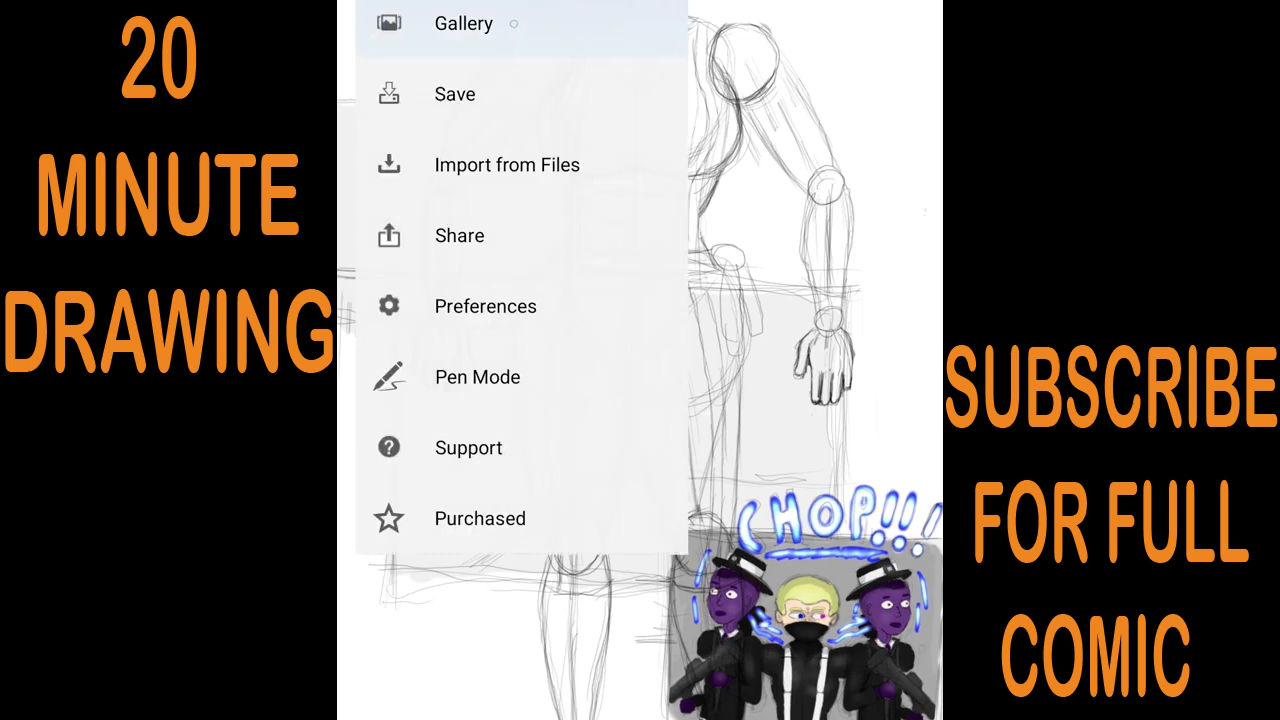 20
MINUTE
DRAWING
Gallery
Save
Import from Files
Share
Preferences
Pen Mode
Support
Purchased
CHOP!!!
SUBSCRIBE
FOR FULL
COMIC